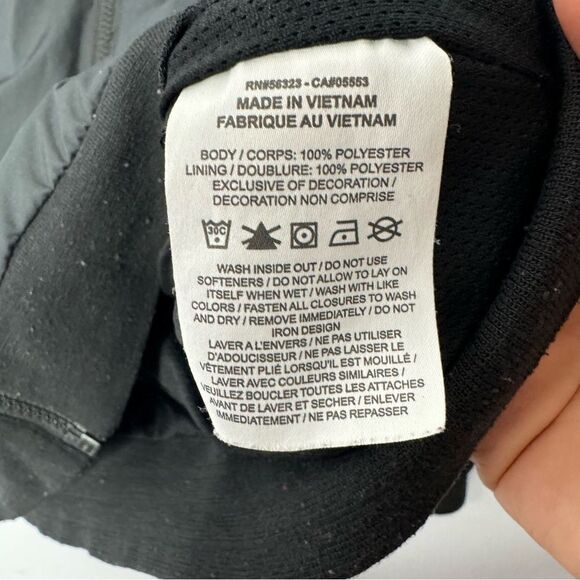 RN#56323 - CA#05553
MADE IN VIETNAM
FABRIQUE AU VIETNAM
BODY / CORPS: 100% POLYESTER
LINING / DOUBLURE: 100% POLYESTER
EXCLUSIVE OF DECORATION /
DECORATION NON COMPRISE
30C
WASH INSIDE OUT / DO NOT USE
SOFTENERS / DO NOT ALLOW TO LAY ON
ITSELF WHEN WET / WASH WITH LIKE
COLORS / FASTEN ALL CLOSURES TO WASH
AND DRY / REMOVE IMMEDIATELY / DO NOT
IRON DESIGN
LAVER A L'ENVERS / NE PAS UTILISER
D'ADOUCISSEUR / NE PAS LAISSER LE
VÊTEMENT PLIÉ LORSQU'IL EST MOUILLÉ /
LAVER AVEC COULEURS SIMILAIRES /
VEUILLEZ BOUCLER TOUTES LES ATTACHES
AVANT DE LAVER ET SECHER / ENLEVER
IMMEDIATEMENT / NE PAS REPASSER